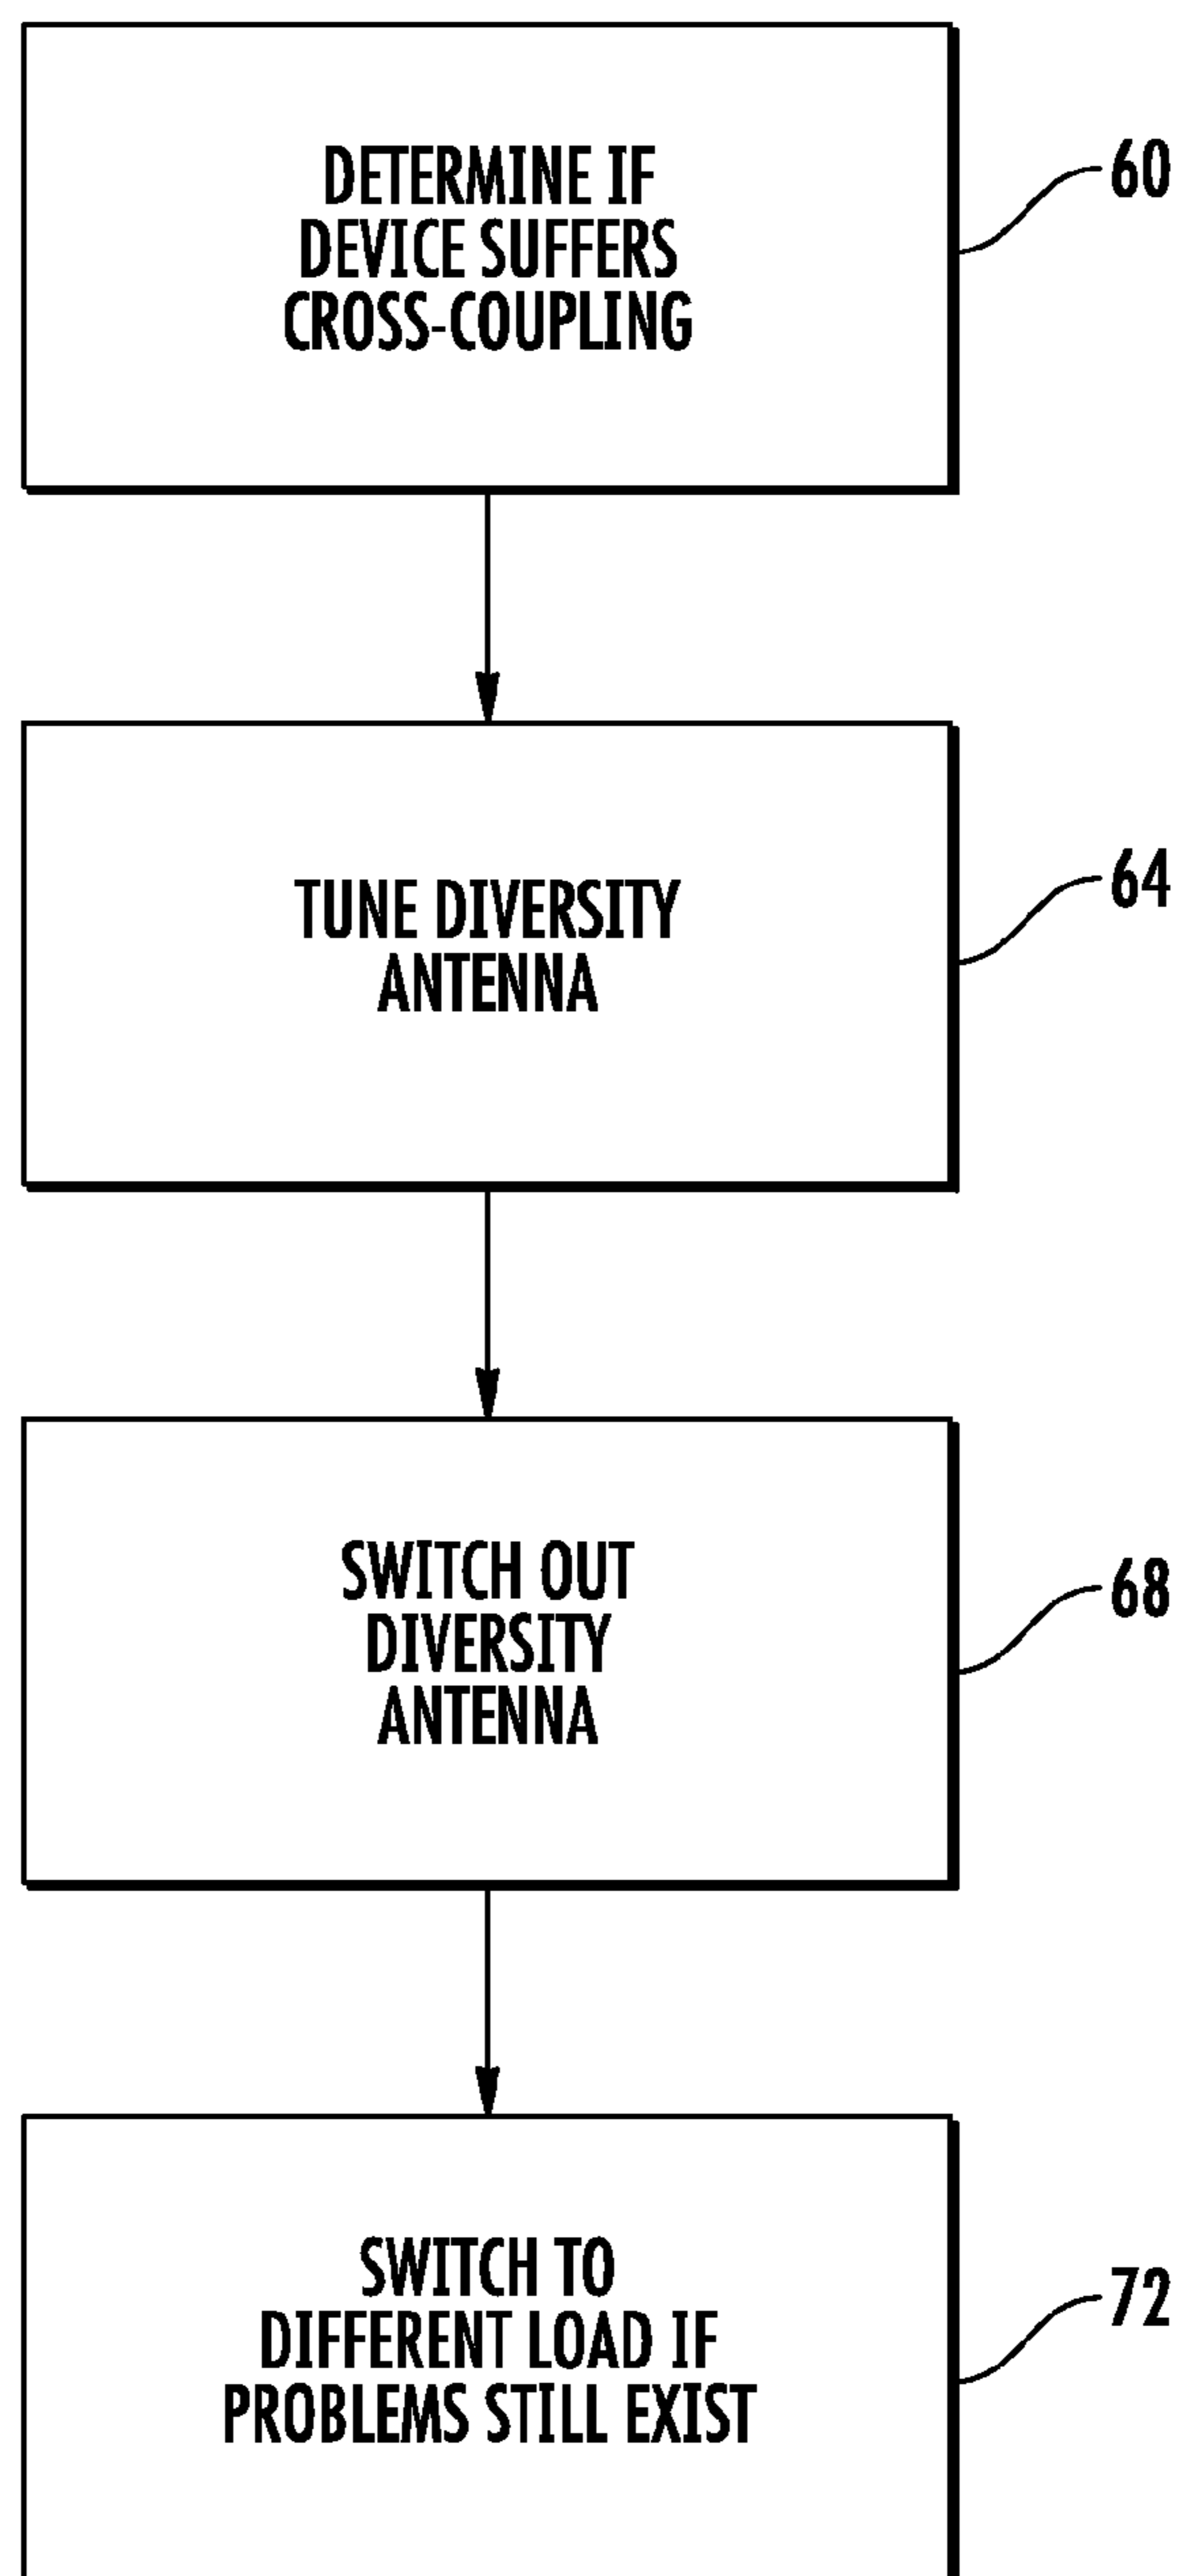 DETERMINE IF
DEVICE SUFFERS
CROSS-COUPLING
60
TUNE DIVERSITY
ANTENNA
64
SWITCH OUT
DIVERSITY
ANTENNA
68
SWITCH TO
DIFFERENT LOAD IF
PROBLEMS STILL EXIST
72